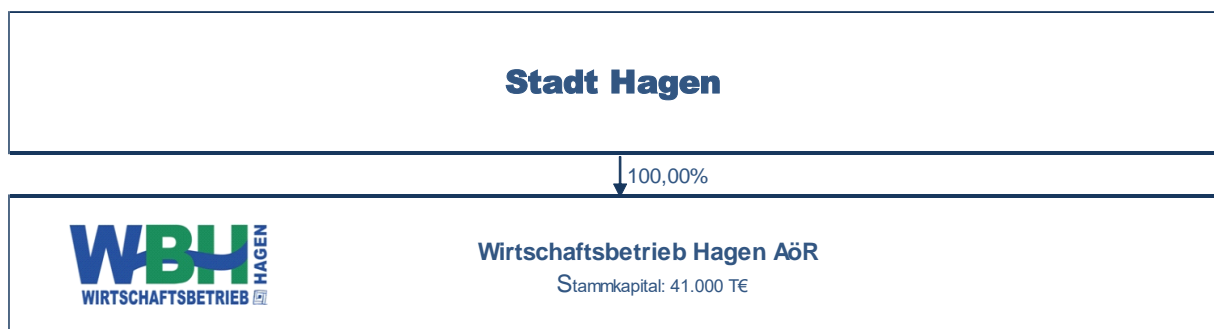 Stadt Hagen
100,00%
WBH HAGEN
WIRTSCHAFTSBETRIEB
Wirtschaftsbetrieb Hagen AöR
Stammkapital: 41.000 T€